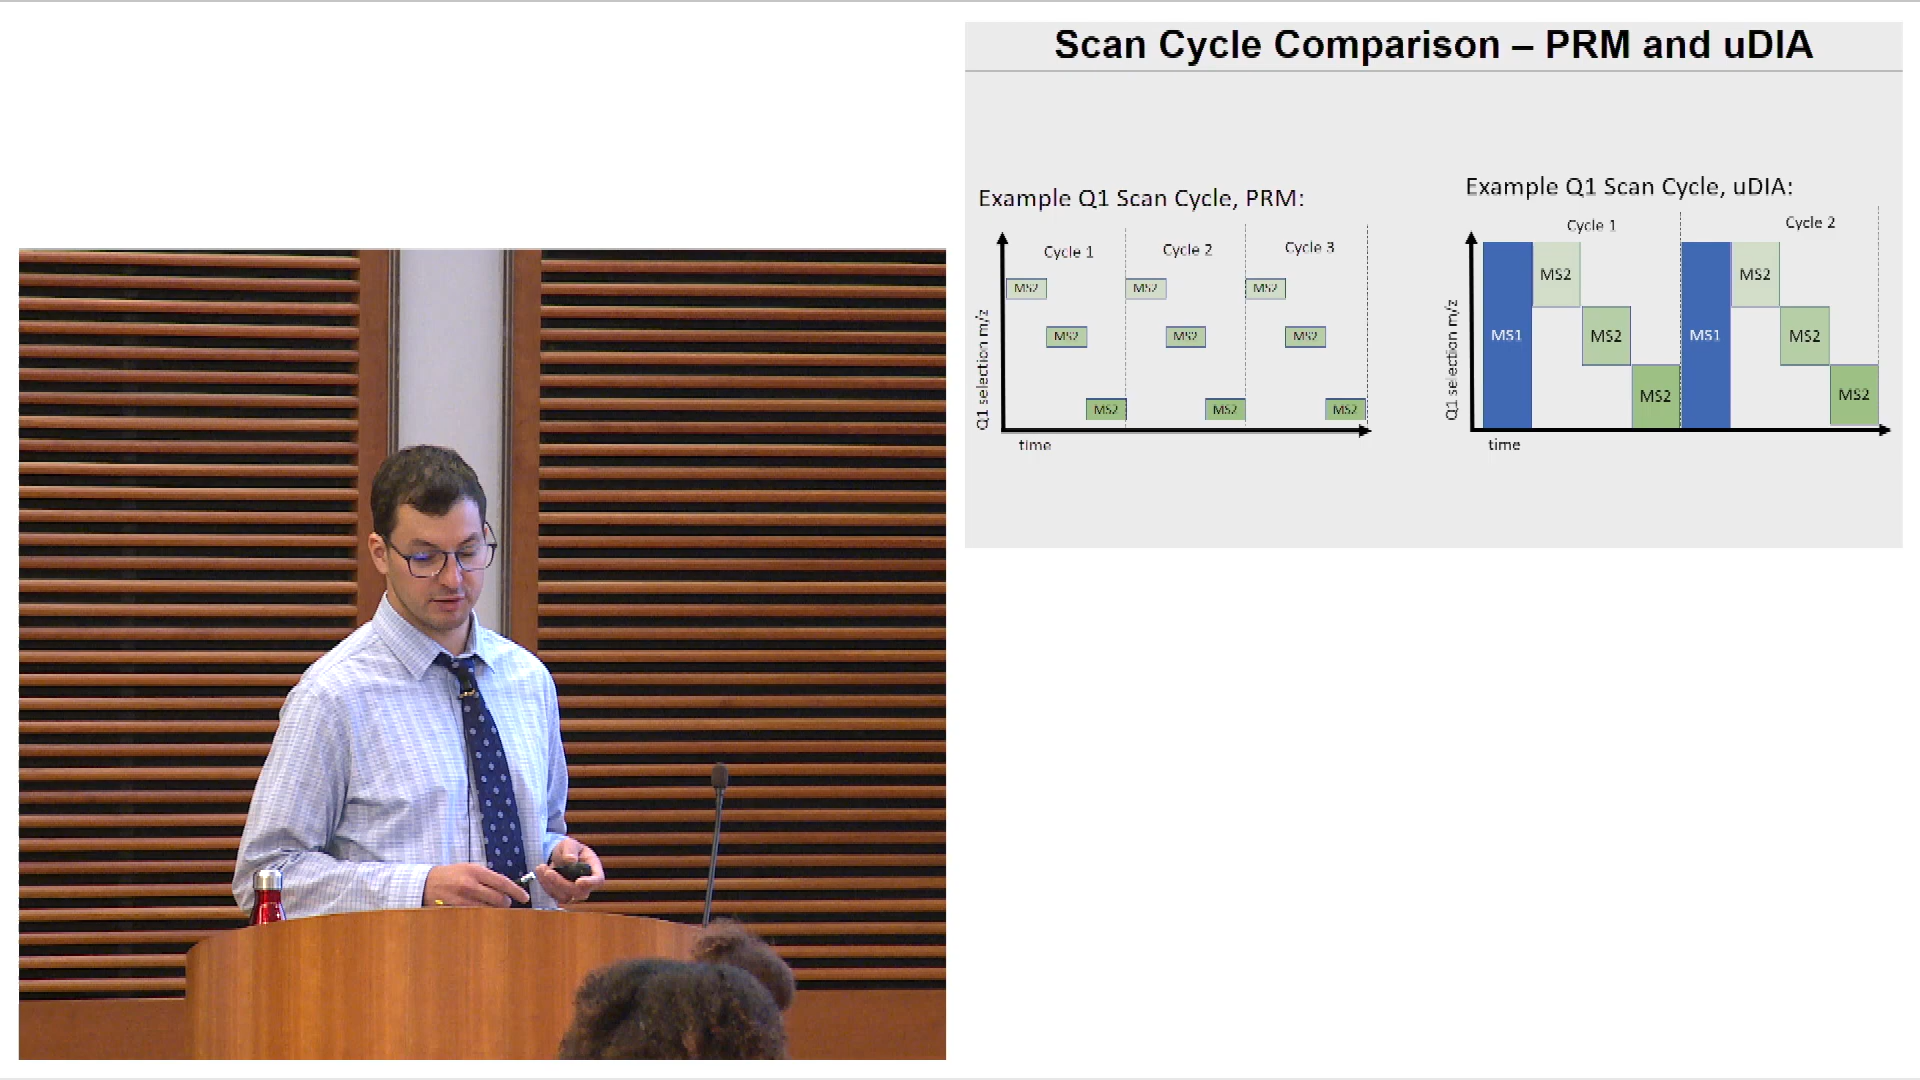 Scan Cycle Comparison – PRM and uDIA
Example Q1 Scan Cycle, PRM:
Cycle 1
Cycle 2
Cycle 3
MS2
MS2
MS2
MS2
MS2
MS2
MS2
MS2
MS2
Q1 selection m/z
time
Example Q1 Scan Cycle, uDIA:
Cycle 1
Cycle 2
MS2
MS2
MS1
MS2
MS1
MS2
MS2
MS2
Q1 selection m/z
time